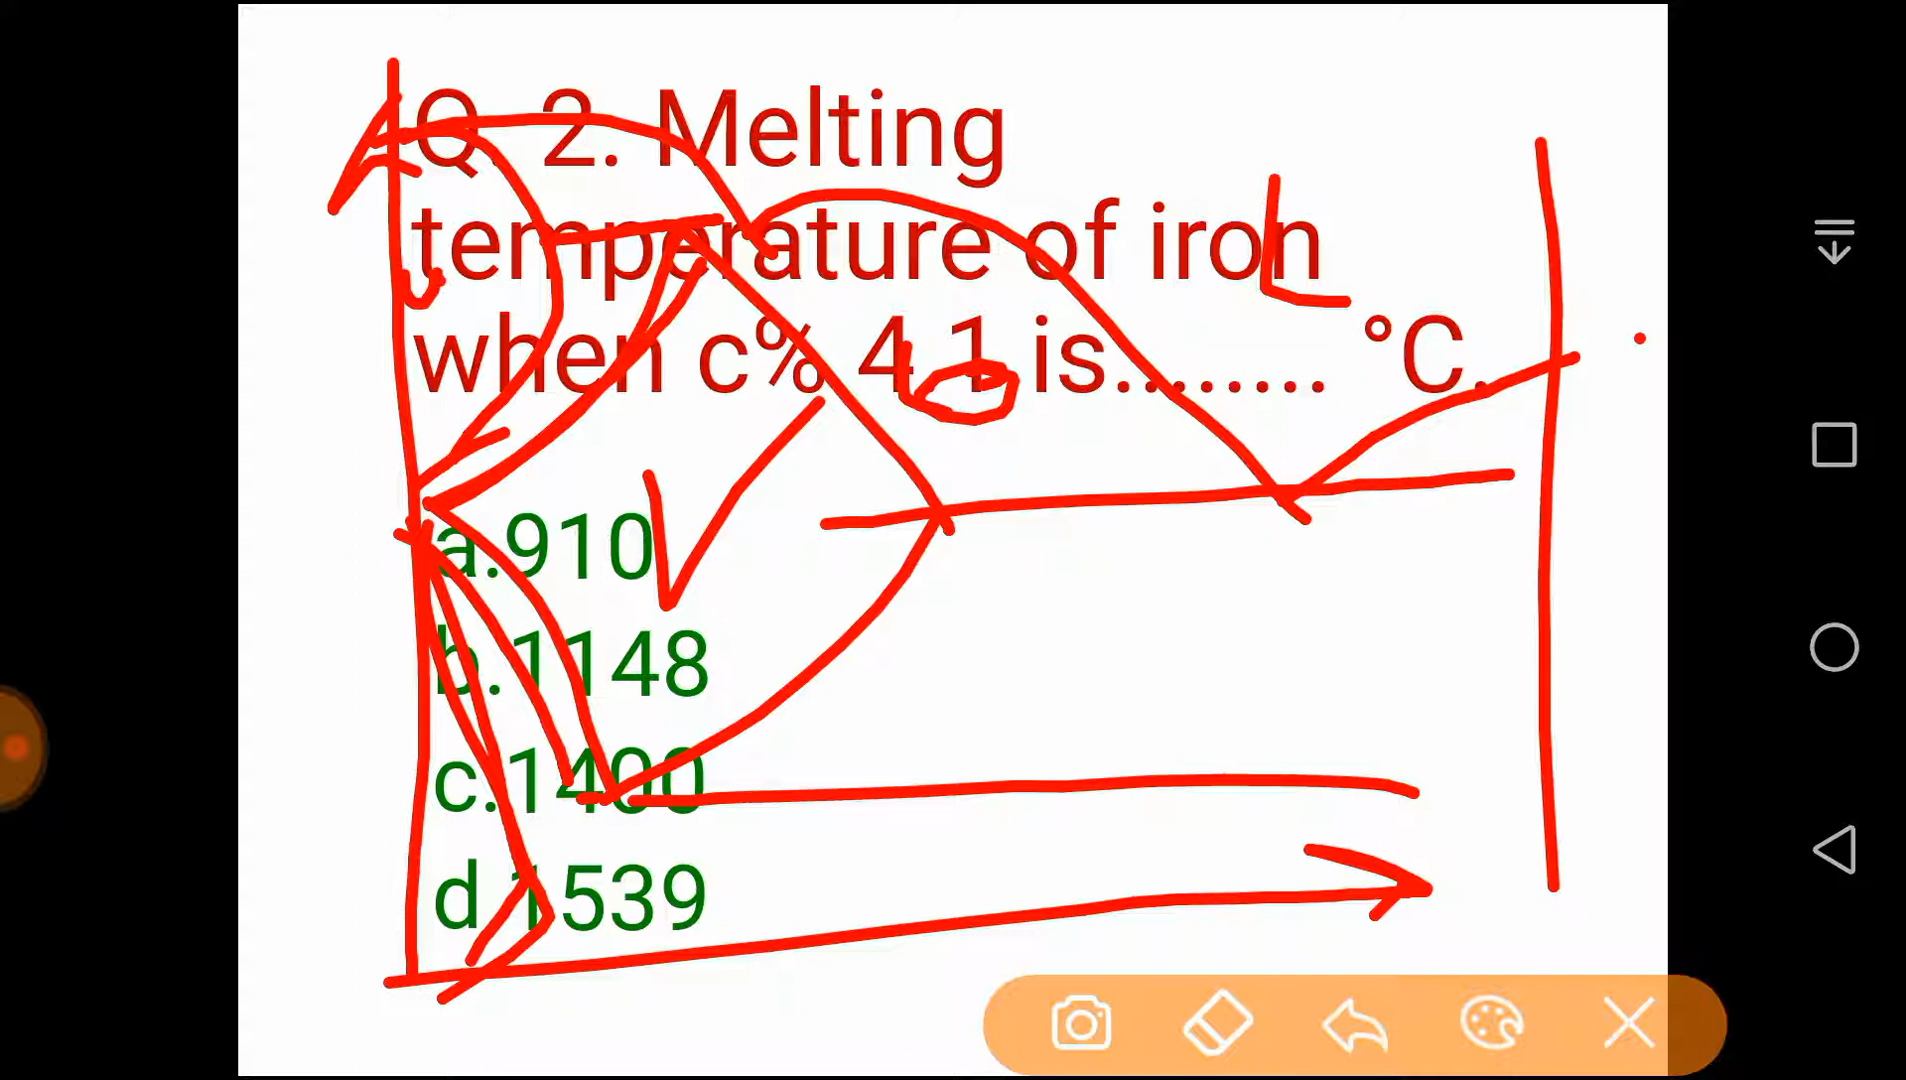 Q. 2. Melting
temperature of iron
when c% 4.1 is........ °C.
a.910
b.1148
c.1400
d.1539
L